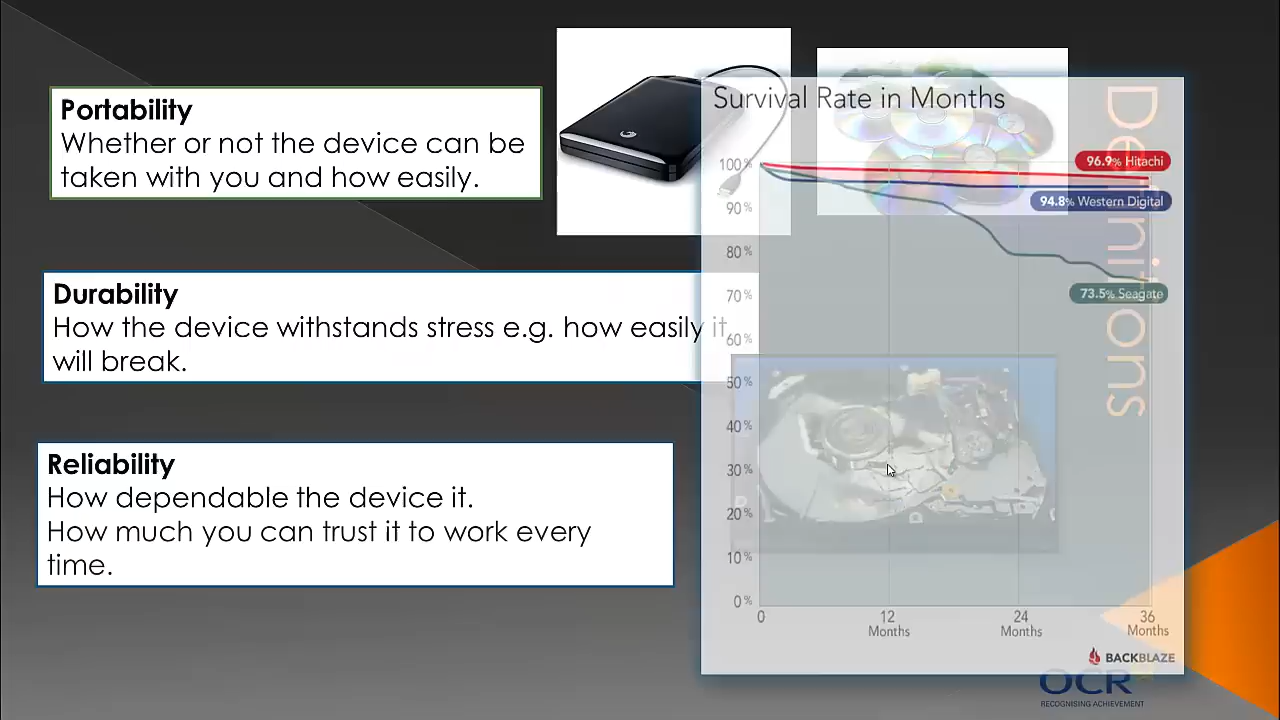 Portability
Whether or not the device can be
taken with you and how easily.
Durability
How the device withstands stress e.g. how easily it
will break.
Reliability
How dependable the device it.
How much you can trust it to work every
time.
Survival Rate in Months
100%
90%
80%
70%
60%
50%
40%
30%
20%
10%
0%
96.9% Hitachi
94.8% Western Digital
73.5% Seagate
0
12
Months
24
Months
36
Months
BACKBLAZE
Definitions
OCR
RECOGNISING ACHIEVEMENT